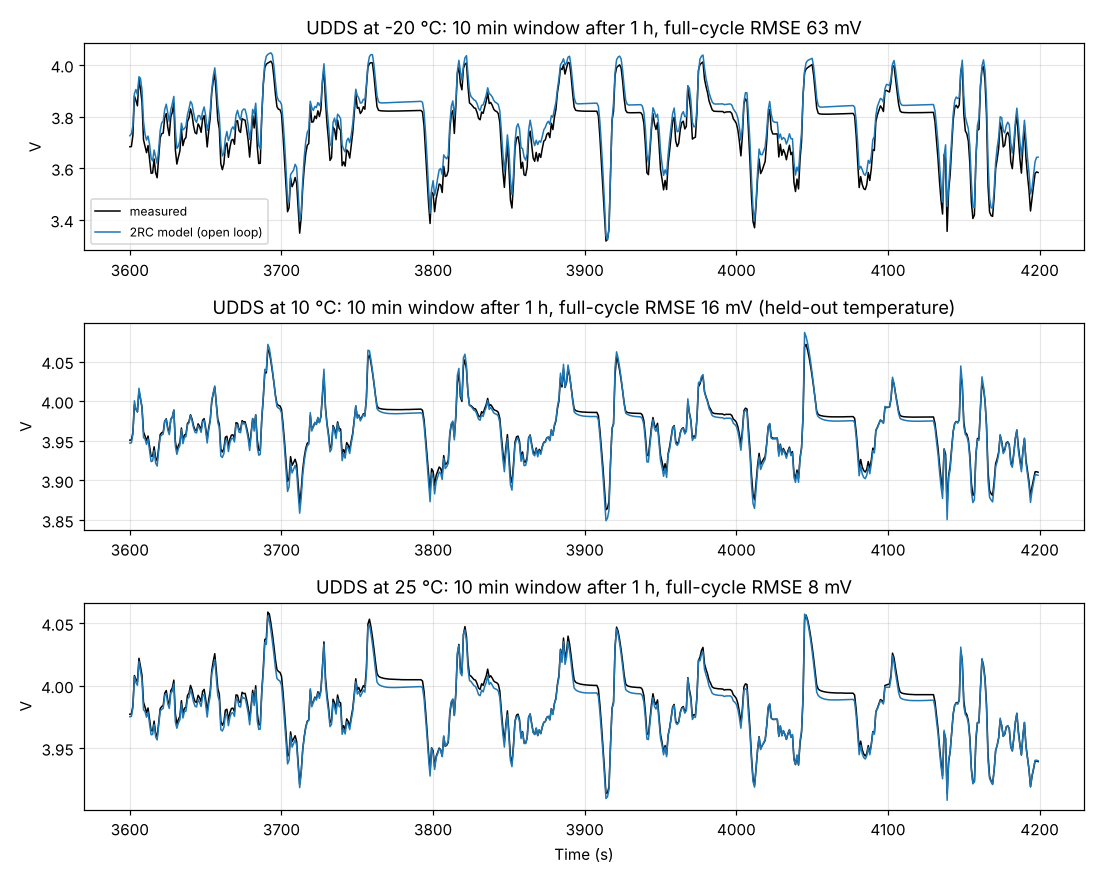 UDDS at -20 °C: 10 min window after 1 h, full-cycle RMSE 63 mV
4.0
3.8
3.6
3.4
V
measured
2RC model (open loop)
3600 3700 3800 3900 4000 4100 4200
UDDS at 10 °C: 10 min window after 1 h, full-cycle RMSE 16 mV (held-out temperature)
4.05
4.00
3.95
3.90
3.85
V
3600 3700 3800 3900 4000 4100 4200
UDDS at 25 °C: 10 min window after 1 h, full-cycle RMSE 8 mV
4.05
4.00
3.95
V
3600 3700 3800 3900 4000 4100 4200
Time (s)